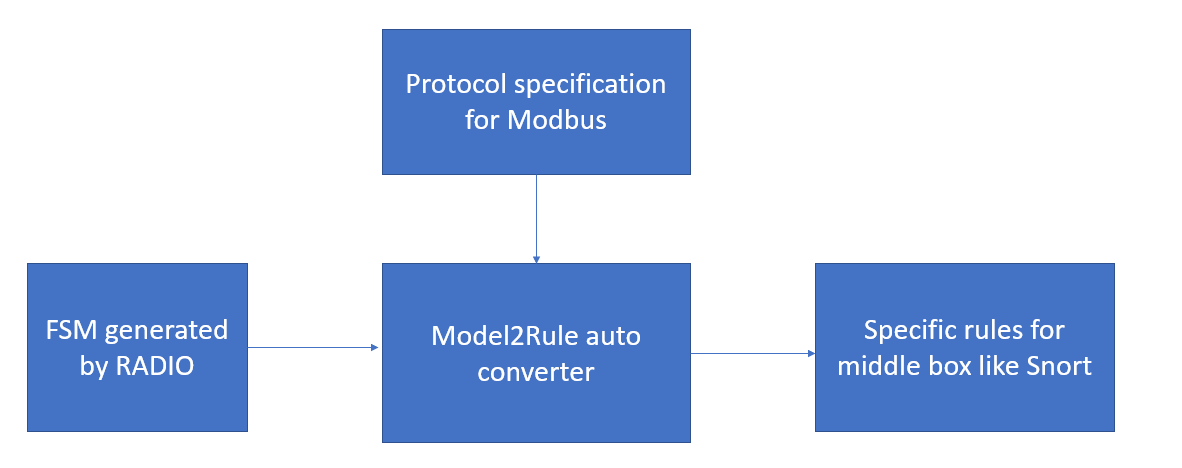 Protocol specification
for Modbus
FSM generated
by RADIO
Model2Rule auto
converter
Specific rules for
middle box like Snort